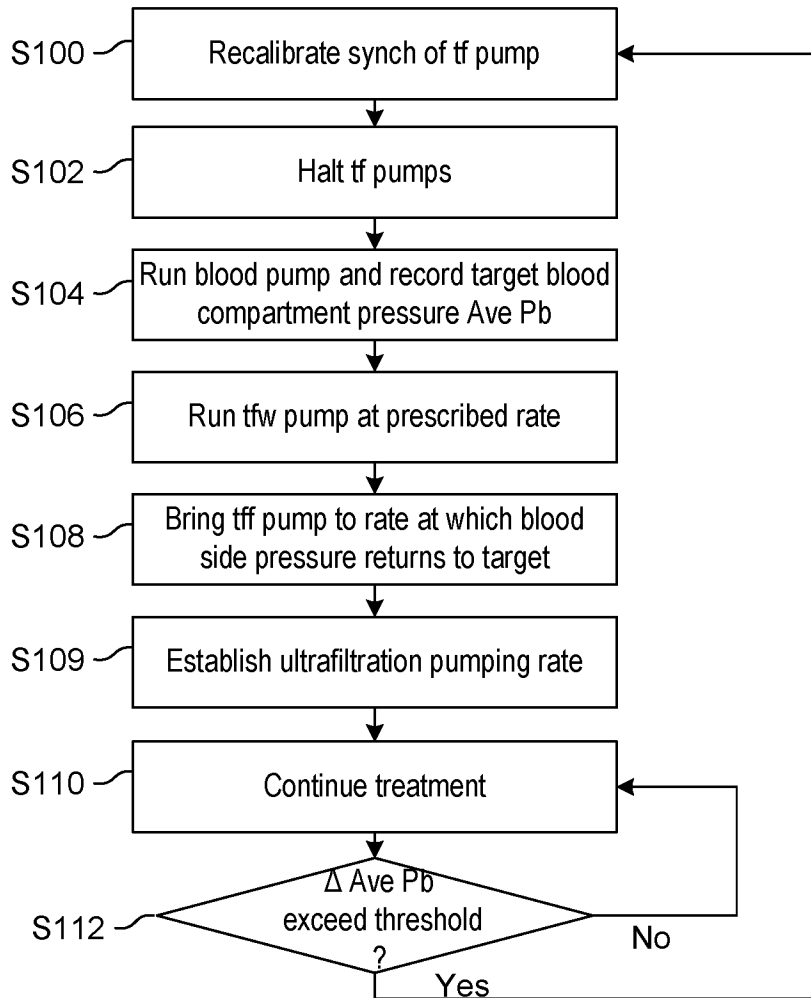 S100
Recalibrate synch of tf pump
S102
Halt tf pumps
S104
Run blood pump and record target blood
compartment pressure Ave Pb
S106
Run tfw pump at prescribed rate
S108
Bring tff pump to rate at which blood
side pressure returns to target
S109
Establish ultrafiltration pumping rate
S110
Continue treatment
S112
Δ Ave Pb
exceed threshold
?
No
Yes